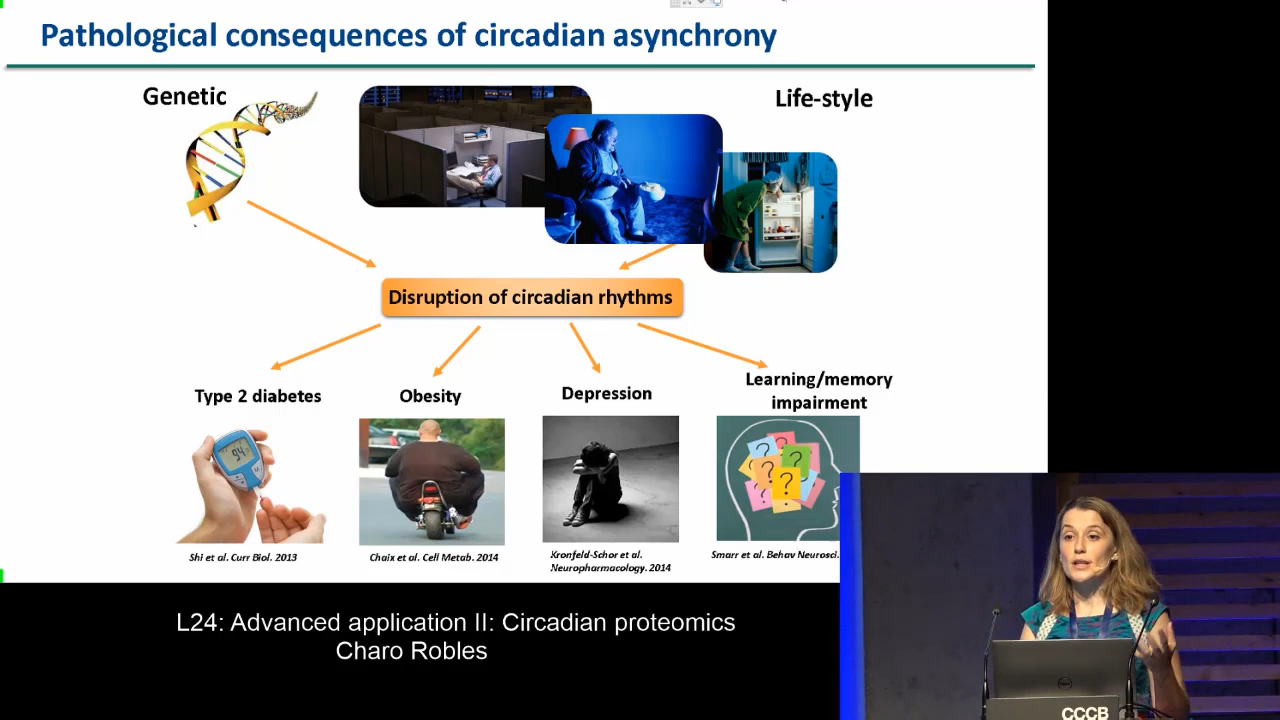 Pathological consequences of circadian asynchrony
Genetic
Life-style
Disruption of circadian rhythms
Type 2 diabetes
Obesity
Depression
Learning/memory
impairment
94
? ? ? ? ? ?
Shi et al. Curr Biol. 2013
Chaix et al. Cell Metab. 2014
Kronfeld-Schor et al.
Neuropharmacology. 2014
Smarr et al. Behav Neurosci.
L24: Advanced application II: Circadian proteomics
Charo Robles
DELL
CCCB